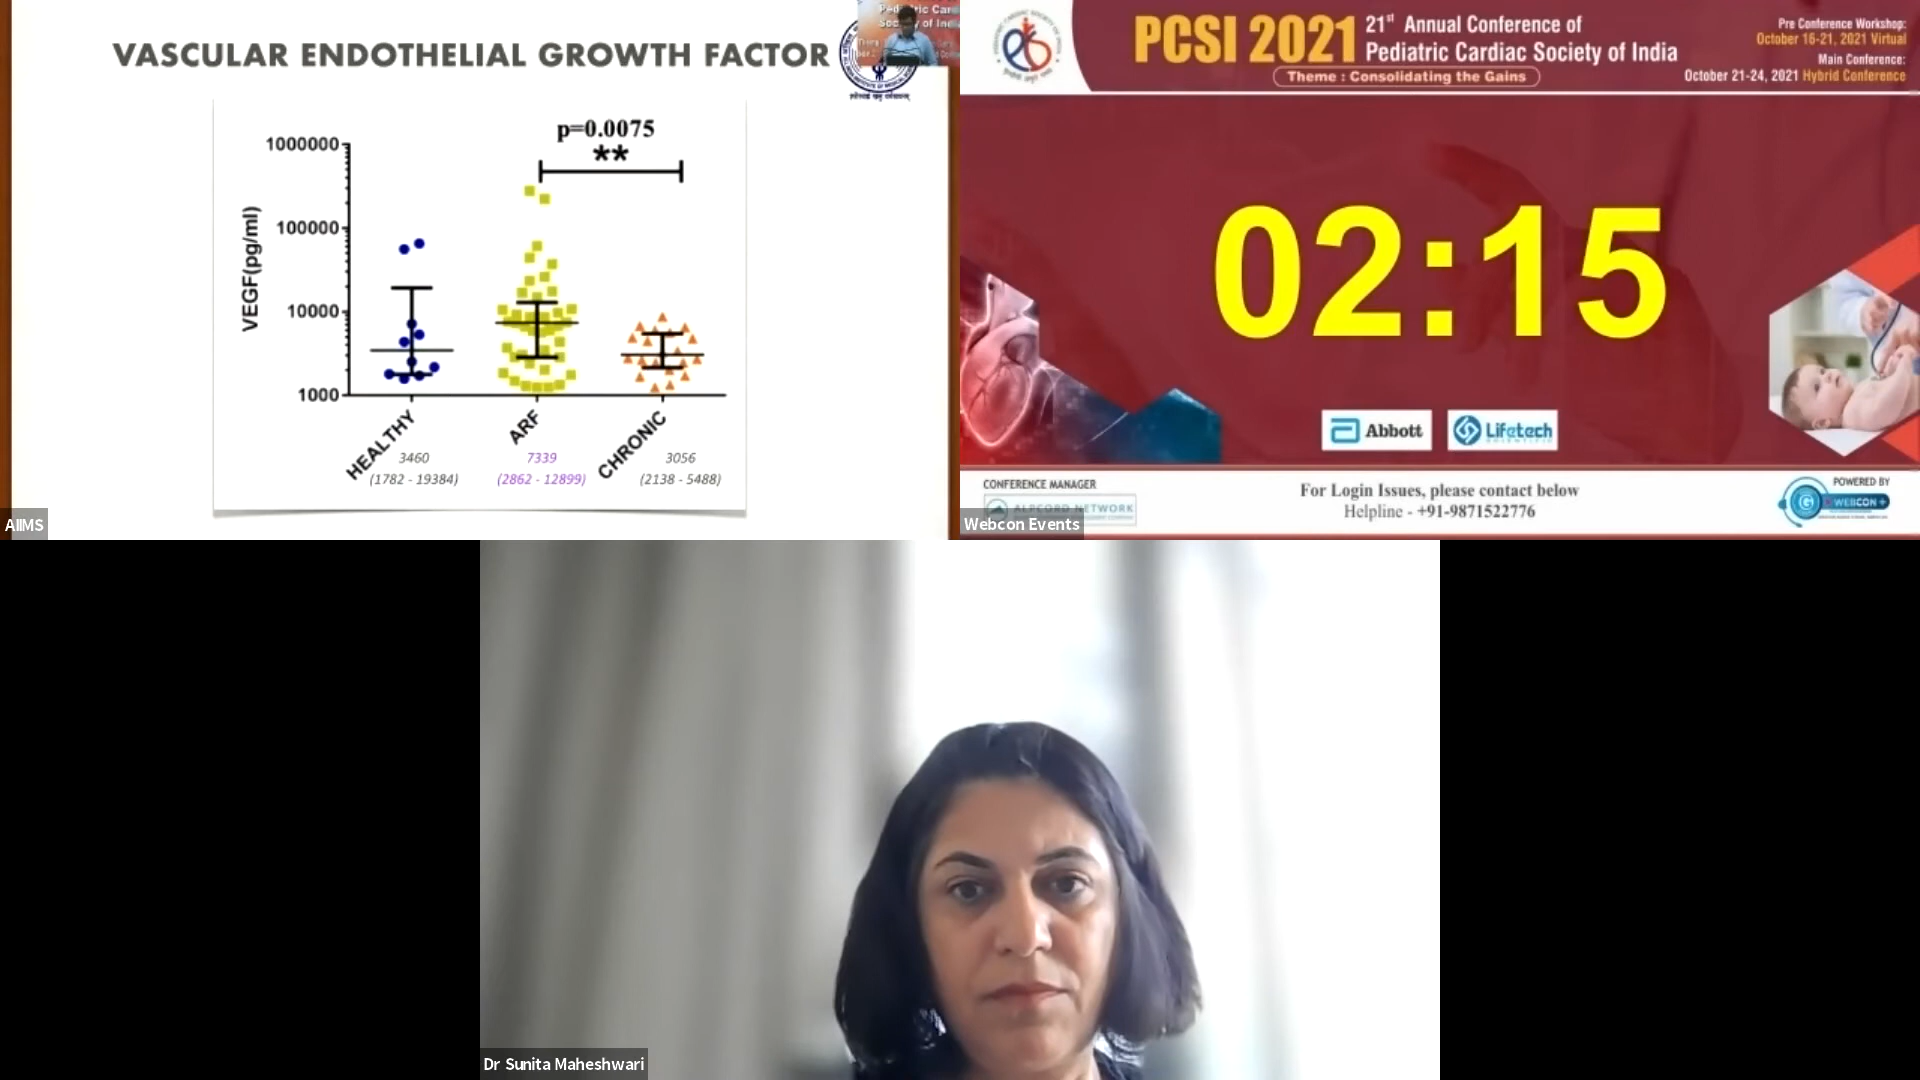 VASCULAR ENDOTHELIAL GROWTH FACTOR
p=0.0075
**
VEGF(pg/ml)
1000000
100000
10000
1000
HEALTHY
ARF
CHRONIC
3460
(1782 - 19384)
7339
(2862 - 12899)
3056
(2138 - 5488)
AIIMS
PCSI 2021
21st Annual Conference of
Pediatric Cardiac Society of India
Theme : Consolidating the Gains
Pre Conference Workshop:
October 16-21, 2021 Virtual
Main Conference:
October 21-24, 2021 Hybrid Conference
02:15
Abbott
Lifetech
SCIENTIFIC
CONFERENCE MANAGER
ALPCORD NETWORK
For Login Issues, please contact below
Helpline - +91-9871522776
POWERED BY
WEBCON+
Webcon Events
Dr Sunita Maheshwari